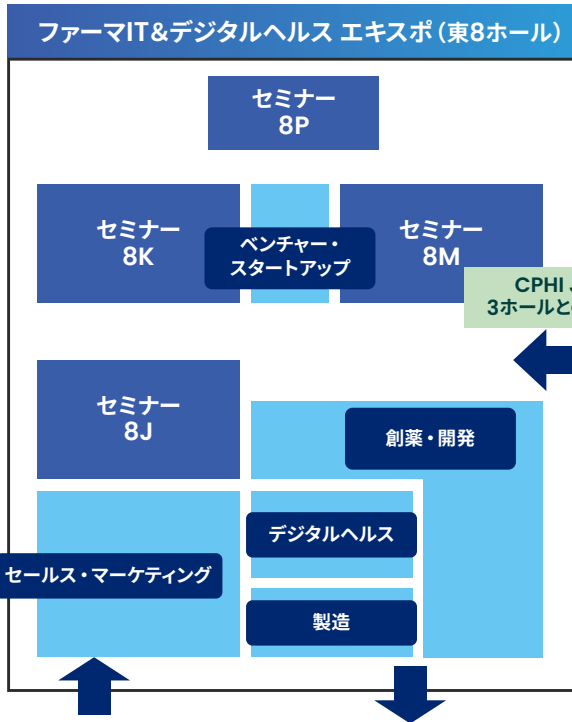 ファーマIT&デジタルヘルス エキスポ（東8ホール）
セミナー
8P
セミナー
8K
ベンチャー・
スタートアップ
セミナー
8M
CPHI
3ホールと
セミナー
8J
創薬・開発
デジタルヘルス
セールス・マーケティング
製造